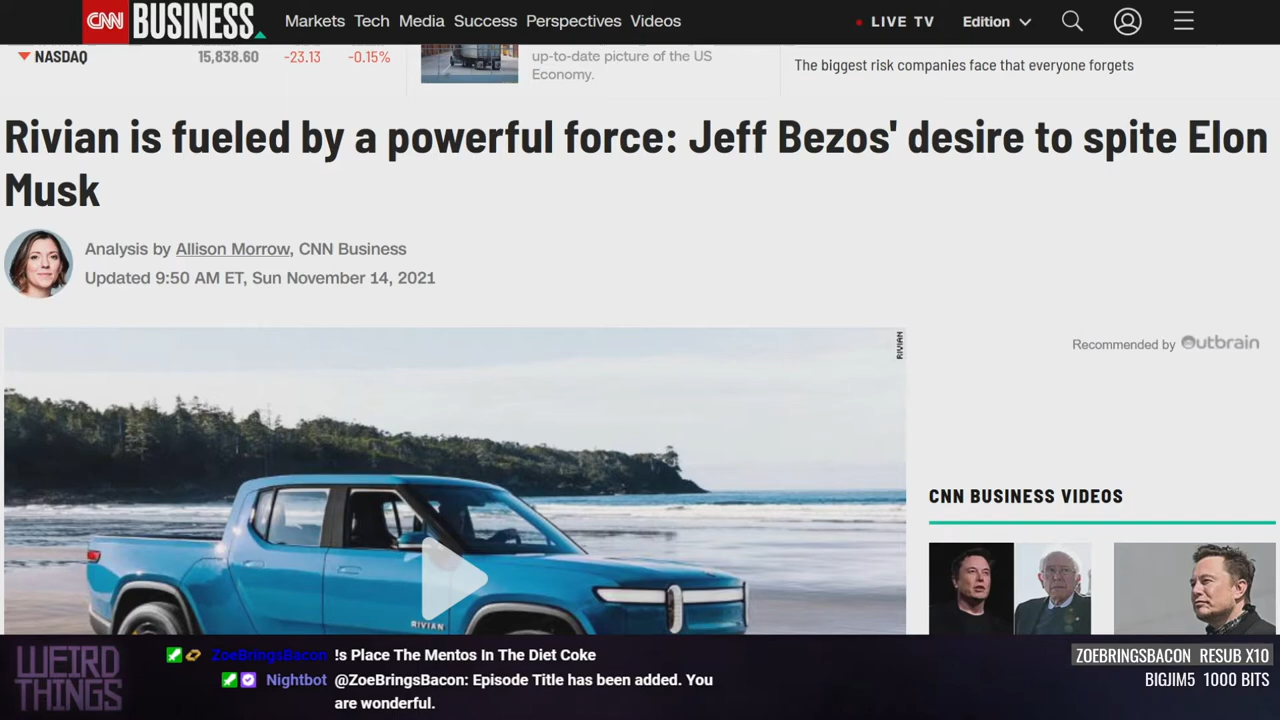 CNN BUSINESS Markets Tech Media Success Perspectives Videos LIVE TV Edition
NASDAQ 15,838.60 -23.13 -0.15%
up-to-date picture of the US
Economy.
The biggest risk companies face that everyone forgets
Rivian is fueled by a powerful force: Jeff Bezos' desire to spite Elon
Musk
Analysis by Allison Morrow, CNN Business
Updated 9:50 AM ET, Sun November 14, 2021
RIVIAN
Recommended by Outbrain
CNN BUSINESS VIDEOS
RIVIAN
WEIRD
THINGS
ZoeBringsBacon !s Place The Mentos In The Diet Coke
Nightbot @ZoeBringsBacon: Episode Title has been added. You
are wonderful.
ZOEBRINGSBACON RESUB X10
BIGJIM5 1000 BITS